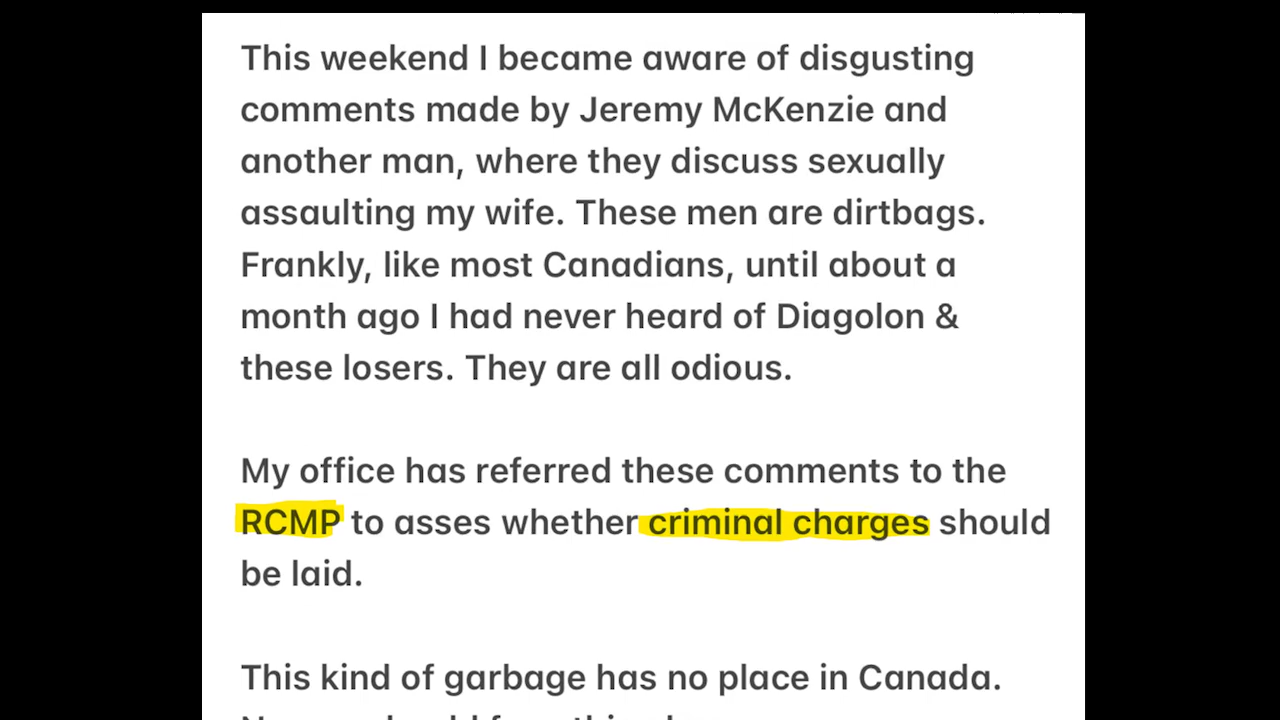 This weekend I became aware of disgusting
comments made by Jeremy McKenzie and
another man, where they discuss sexually
assaulting my wife. These men are dirtbags.
Frankly, like most Canadians, until about a
month ago I had never heard of Diagolon &
these losers. They are all odious.
My office has referred these comments to the
RCMP to asses whether criminal charges should
be laid.
This kind of garbage has no place in Canada.